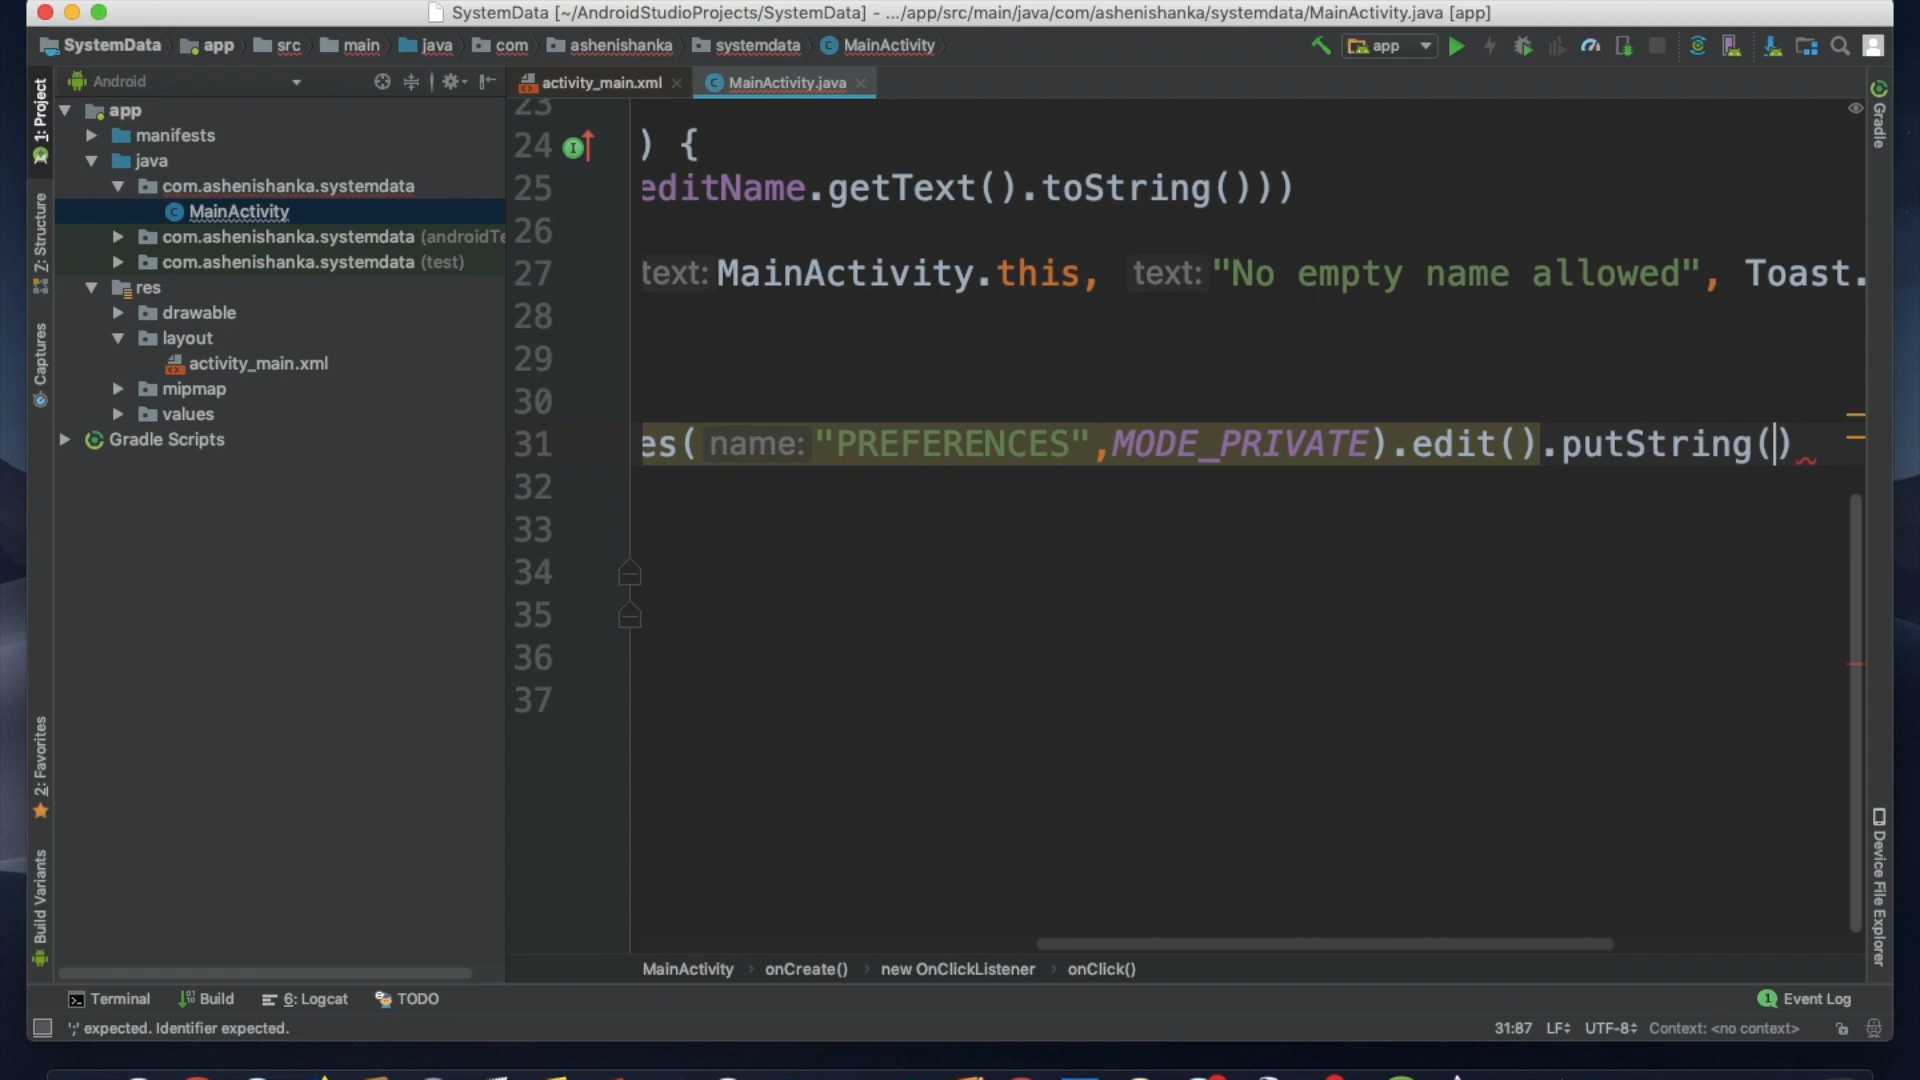 SystemData [~/AndroidStudioProjects/SystemData] - .../app/src/main/java/com/ashenishanka/systemdata/MainActivity.java [app]
SystemData app src main java com ashenishanka systemdata MainActivity app
1: Project
Android
activity_main.xml MainActivity.java
Gradle
app
manifests
java
com.ashenishanka.systemdata
MainActivity
com.ashenishanka.systemdata (androidTe
com.ashenishanka.systemdata (test)
res
drawable
layout
activity_main.xml
mipmap
values
Gradle Scripts
Z: Structure
Captures
2: Favorites
Build Variants
23
24 ) {
25 editName.getText().toString()))
26
27 text: MainActivity.this, text: "No empty name allowed", Toast.
28
29
30
31 es( name: "PREFERENCES",MODE_PRIVATE).edit().putString()
32
33
34
35
36
37
Device File Explorer
MainActivity onCreate() new OnClickListener onClick()
Terminal Build 6: Logcat TODO 1 Event Log
';' expected. Identifier expected. 31:87 LF UTF-8 Context: <no context>